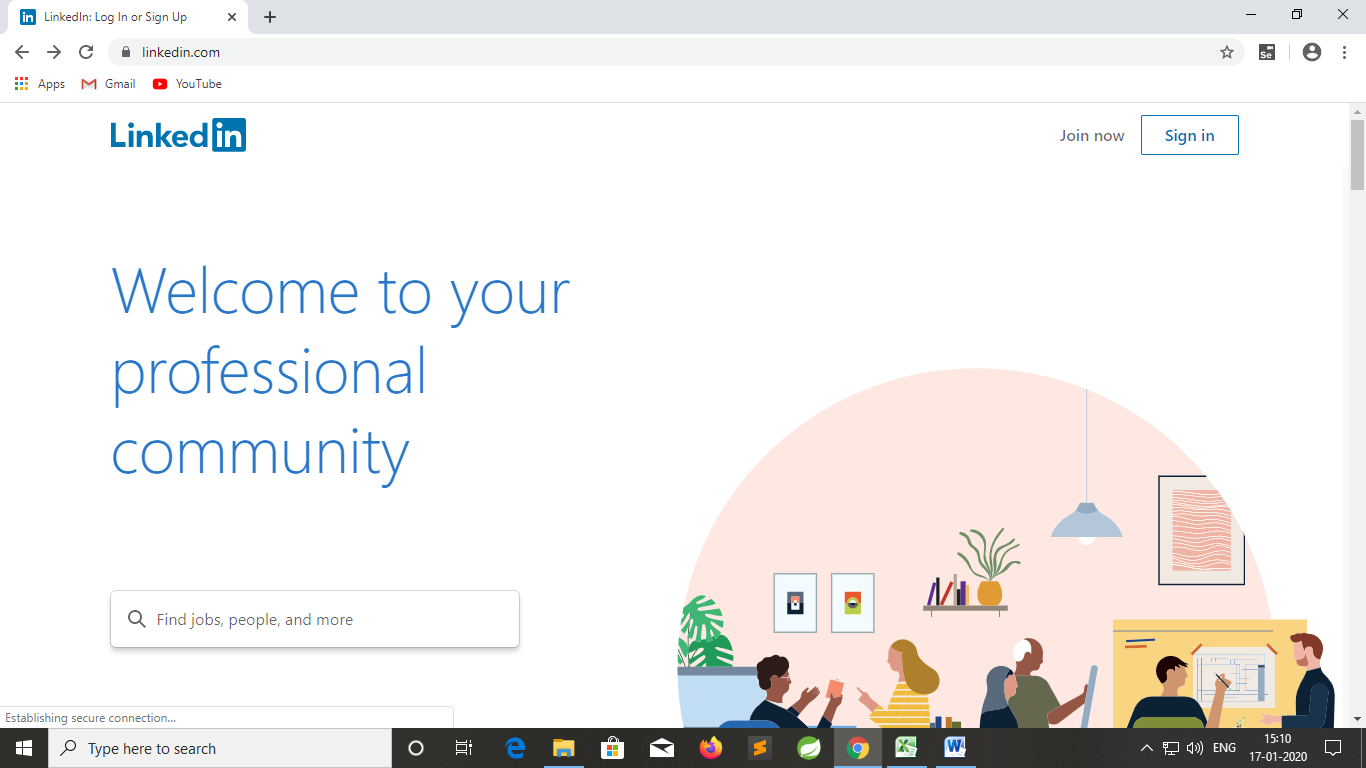 LinkedIn: Log In or Sign Up
linkedin.com
Se
Apps Gmail YouTube
Linkedin
Join now Sign in
Welcome to your
professional
community
Find jobs, people, and more
Establishing secure connection...
Type here to search
ENG
15:10
17-01-2020